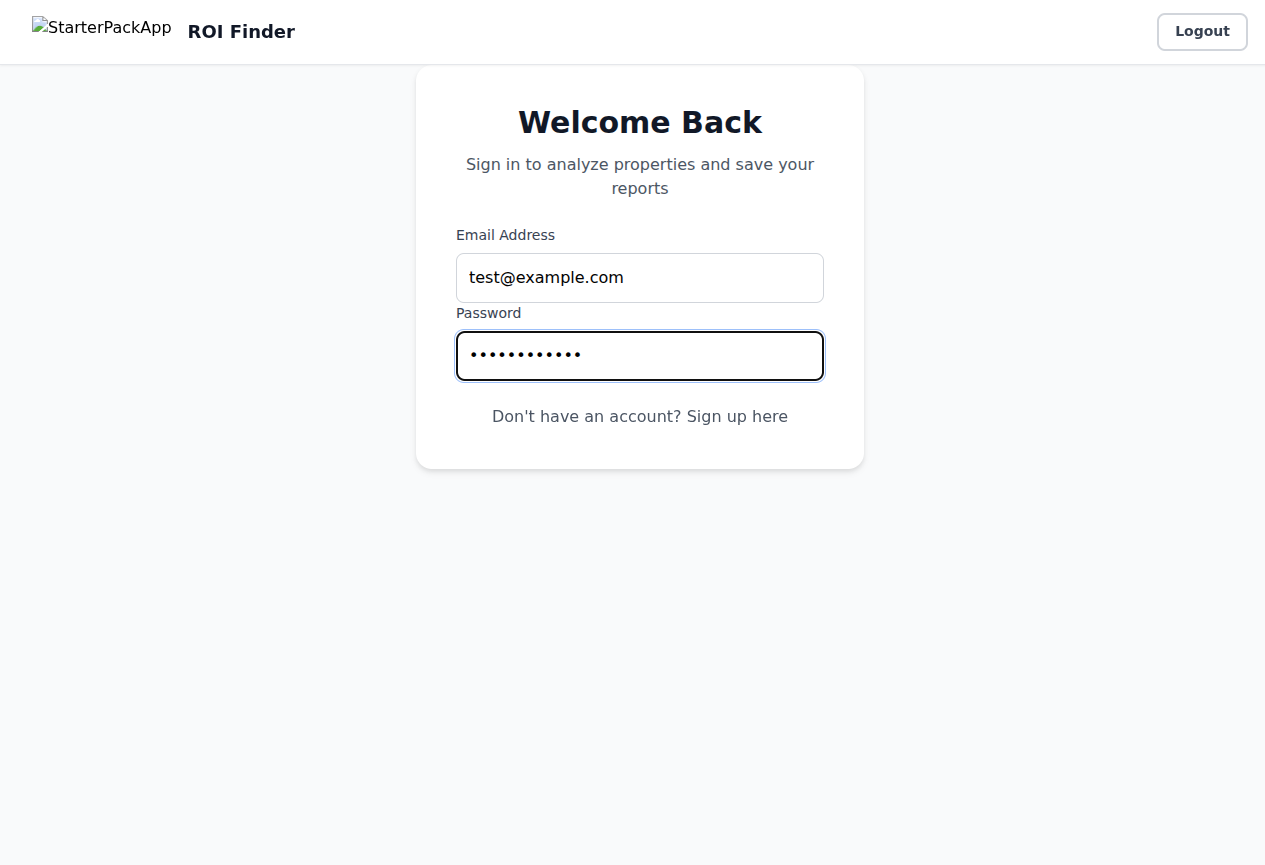 StarterPackApp
ROI Finder
Logout
Welcome Back
Sign in to analyze properties and save your
reports
Email Address
test@example.com
Password
••••••••••••
Don't have an account? Sign up here